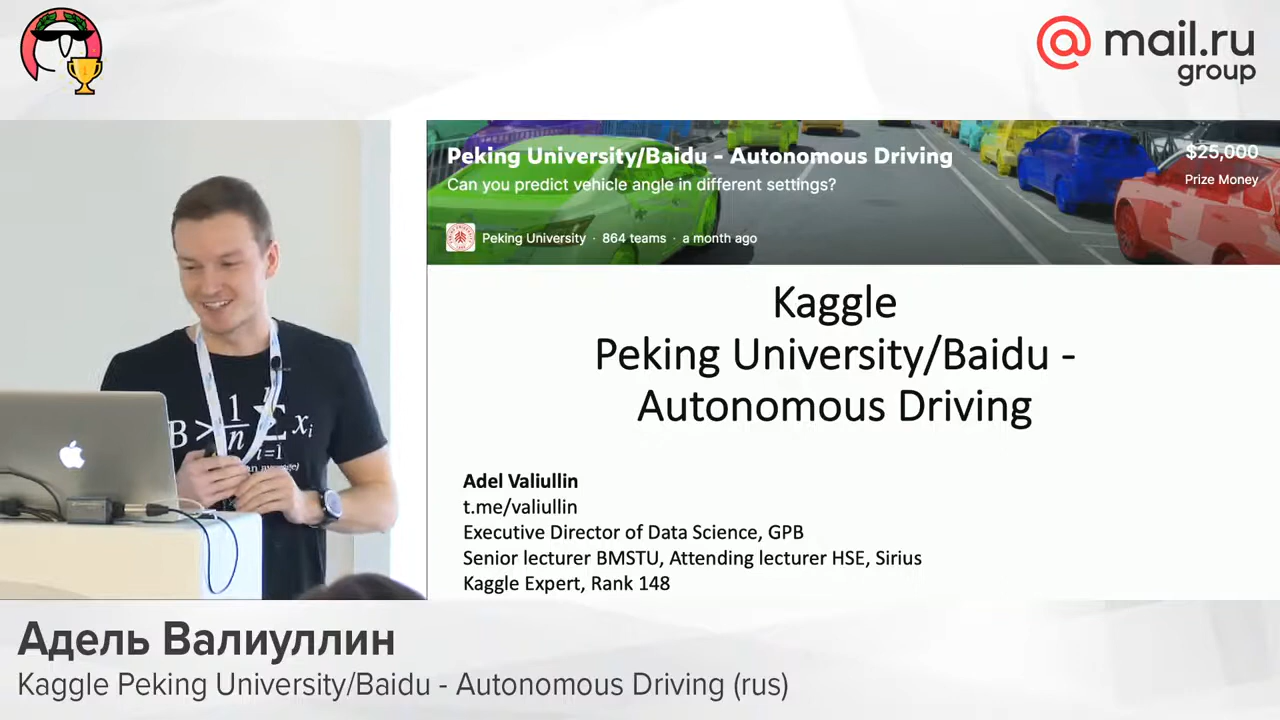 @mail.ru
group
Peking University/Baidu - Autonomous Driving
$25,000
Can you predict vehicle angle in different settings?
Prize Money
Peking University · 864 teams · a month ago
Kaggle
Peking University/Baidu -
Autonomous Driving
Adel Valiullin
t.me/valiullin
Executive Director of Data Science, GPB
Senior lecturer BMSTU, Attending lecturer HSE, Sirius
Kaggle Expert, Rank 148
B > 1/n ∑ x_i
i=1
Адель Валиуллин
Kaggle Peking University/Baidu - Autonomous Driving (rus)